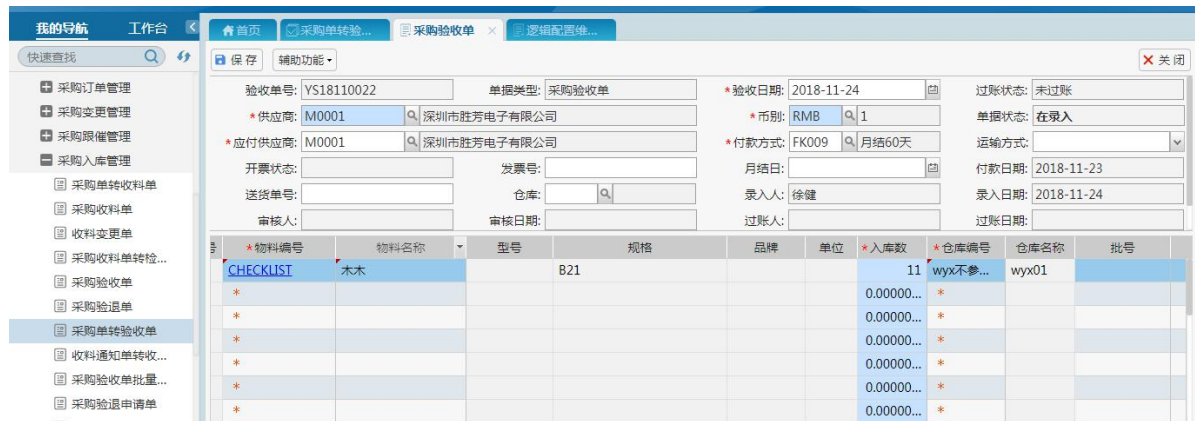 我的导航 工作台 首页 采购单转验... 采购验收单 × 逻辑配置维...
快速查找 保存 辅助功能 关闭
采购订单管理
采购变更管理
采购跟催管理
采购入库管理
采购单转收料单
采购收料单
收料变更单
采购收料单转检...
采购验收单
采购验退单
采购单转验收单
收料通知单转收...
采购验收单批量...
采购验退申请单
验收单号: YS18110022 单据类型: 采购验收单 *验收日期: 2018-11-24 过账状态: 未过账
*供应商: M0001 深圳市胜芳电子有限公司 *币别: RMB 1 单据状态: 在录入
*应付供应商: M0001 深圳市胜芳电子有限公司 *付款方式: FK009 月结60天 运输方式:
开票状态: 发票号: 月结日: 付款日期: 2018-11-23
送货单号: 仓库: 录入人: 徐健 录入日期: 2018-11-24
审核人: 审核日期: 过账人: 过账日期:
*物料编号 物料名称 型号 规格 品牌 单位 *入库数 *仓库编号 仓库名称 批号
CHECKLIST 木木 B21 11 wyx不参... wyx01
* 0.00000... *
* 0.00000... *
* 0.00000... *
* 0.00000... *
* 0.00000... *
* 0.00000... *